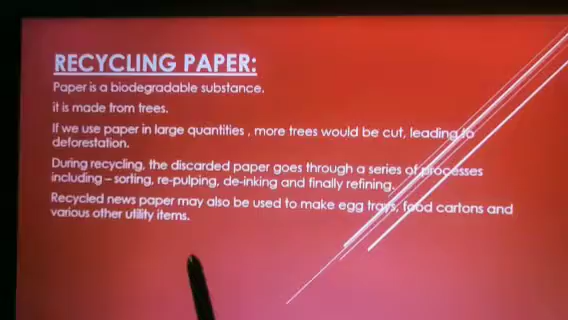 RECYCLING PAPER:
Paper is a biodegradable substance.
it is made from trees.
If we use paper in large quantities , more trees would be cut, leading to
deforestation.
During recycling, the discarded paper goes through a series of processes
including – sorting, re-pulping, de-inking and finally refining.
Recycled news paper may also be used to make egg trays, food cartons and
various other utility items.